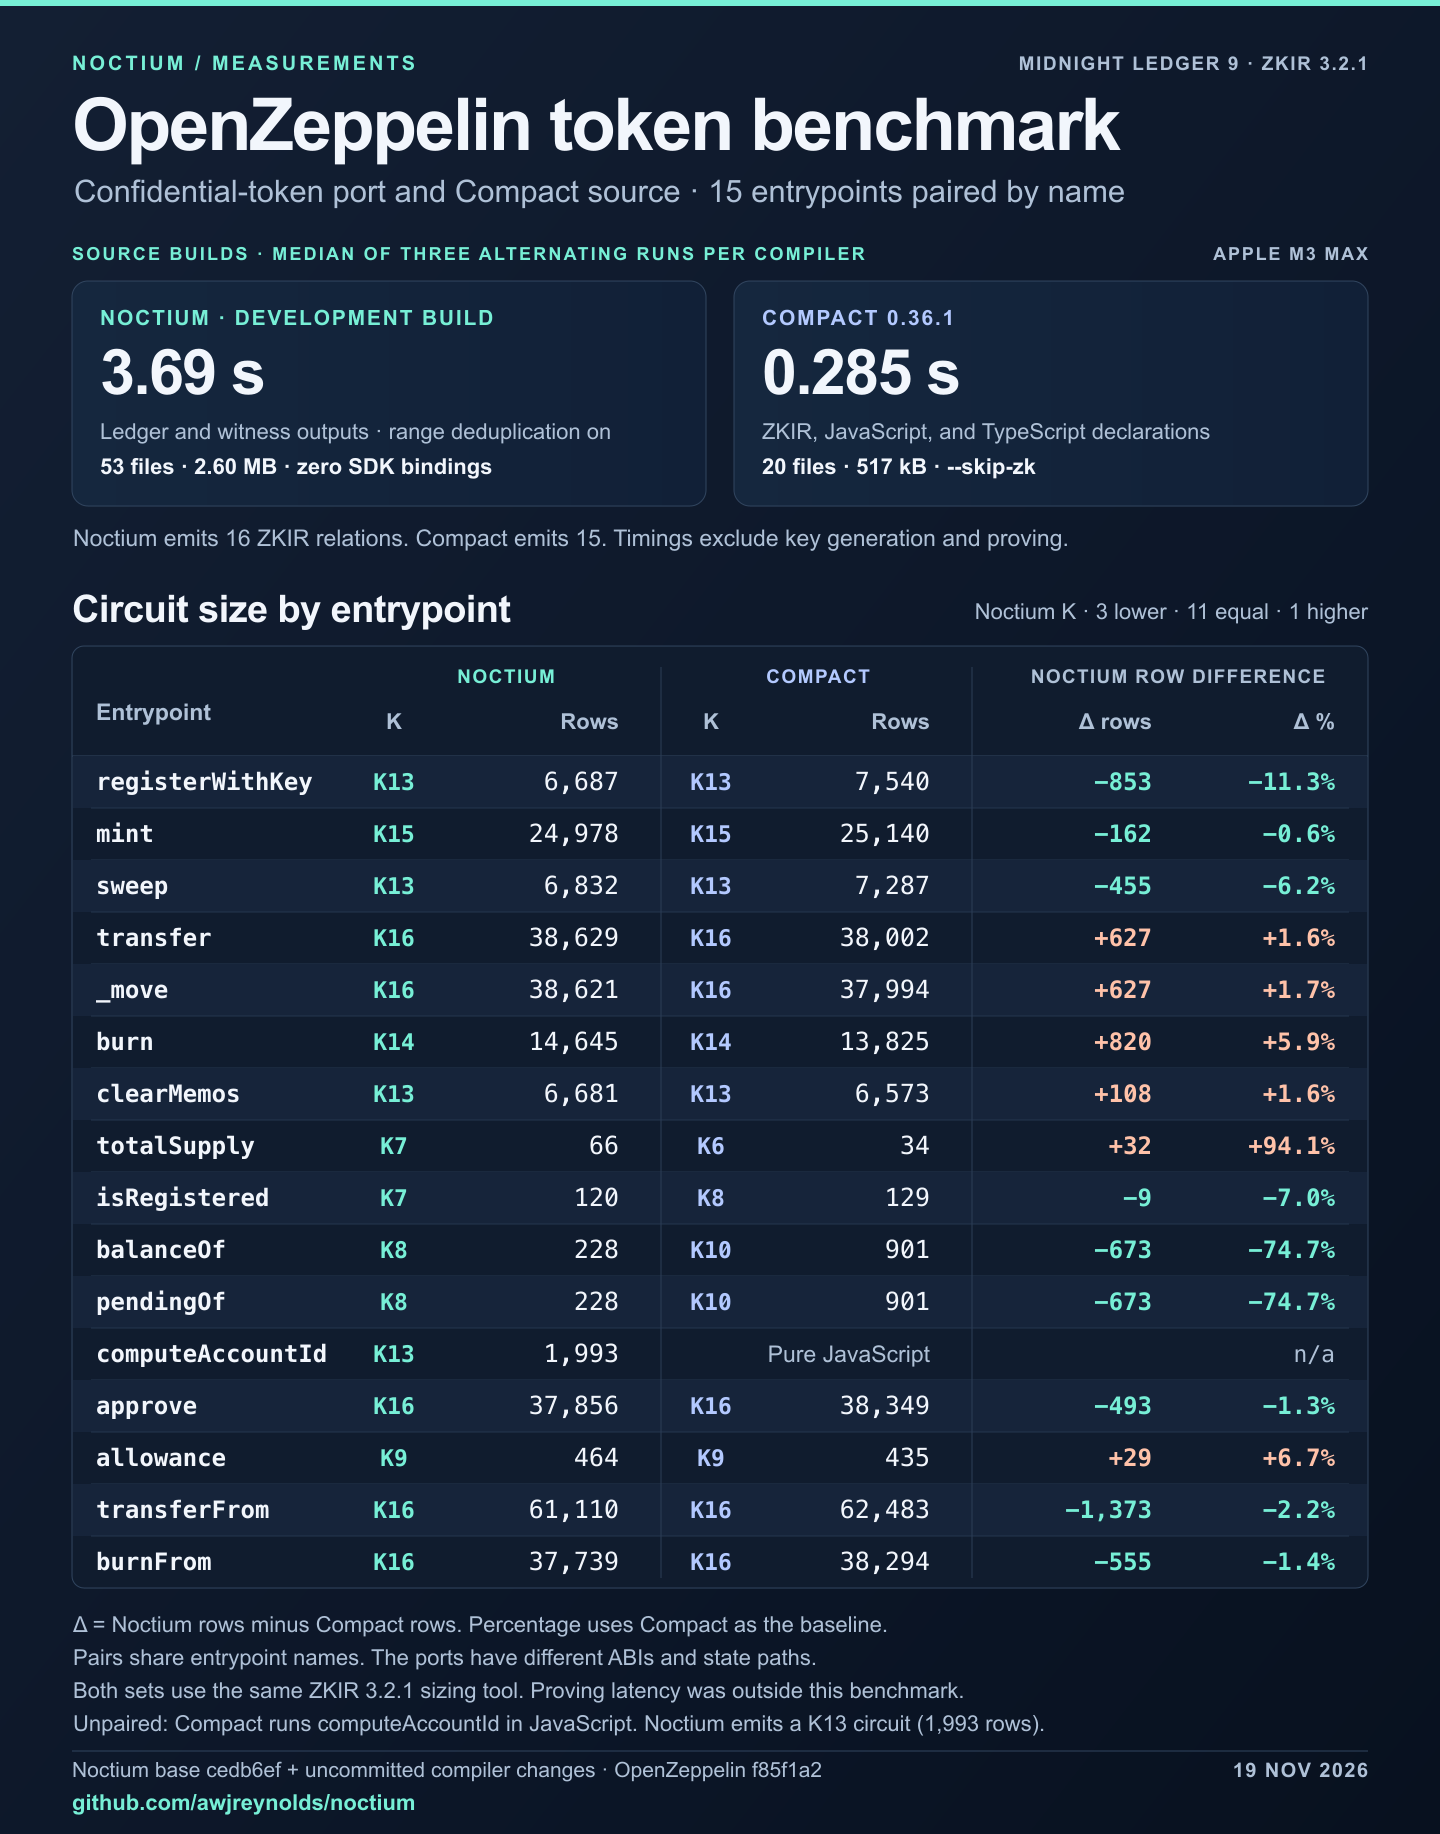 NOCTIUM / MEASUREMENTS
MIDNIGHT LEDGER 9 · ZKIR 3.2.1
OpenZeppelin token benchmark
Confidential-token port and Compact source · 15 entrypoints paired by name
SOURCE BUILDS · MEDIAN OF THREE ALTERNATING RUNS PER COMPILER
APPLE M3 MAX
NOCTIUM · DEVELOPMENT BUILD
3.69 s
Ledger and witness outputs · range deduplication on
53 files · 2.60 MB · zero SDK bindings
COMPACT 0.36.1
0.285 s
ZKIR, JavaScript, and TypeScript declarations
20 files · 517 kB · --skip-zk
Noctium emits 16 ZKIR relations. Compact emits 15. Timings exclude key generation and proving.
Circuit size by entrypoint
Noctium K · 3 lower · 11 equal · 1 higher
NOCTIUM COMPACT NOCTIUM ROW DIFFERENCE
Entrypoint K Rows K Rows Δ rows Δ %
registerWithKey K13 6,687 K13 7,540 −853 −11.3%
mint K15 24,978 K15 25,140 −162 −0.6%
sweep K13 6,832 K13 7,287 −455 −6.2%
transfer K16 38,629 K16 38,002 +627 +1.6%
_move K16 38,621 K16 37,994 +627 +1.7%
burn K14 14,645 K14 13,825 +820 +5.9%
clearMemos K13 6,681 K13 6,573 +108 +1.6%
totalSupply K7 66 K6 34 +32 +94.1%
isRegistered K7 120 K8 129 −9 −7.0%
balanceOf K8 228 K10 901 −673 −74.7%
pendingOf K8 228 K10 901 −673 −74.7%
computeAccountId K13 1,993 Pure JavaScript n/a
approve K16 37,856 K16 38,349 −493 −1.3%
allowance K9 464 K9 435 +29 +6.7%
transferFrom K16 61,110 K16 62,483 −1,373 −2.2%
burnFrom K16 37,739 K16 38,294 −555 −1.4%
Δ = Noctium rows minus Compact rows. Percentage uses Compact as the baseline.
Pairs share entrypoint names. The ports have different ABIs and state paths.
Both sets use the same ZKIR 3.2.1 sizing tool. Proving latency was outside this benchmark.
Unpaired: Compact runs computeAccountId in JavaScript. Noctium emits a K13 circuit (1,993 rows).
Noctium base cedb6ef + uncommitted compiler changes · OpenZeppelin f85f1a2
19 NOV 2026
github.com/awjreynolds/noctium